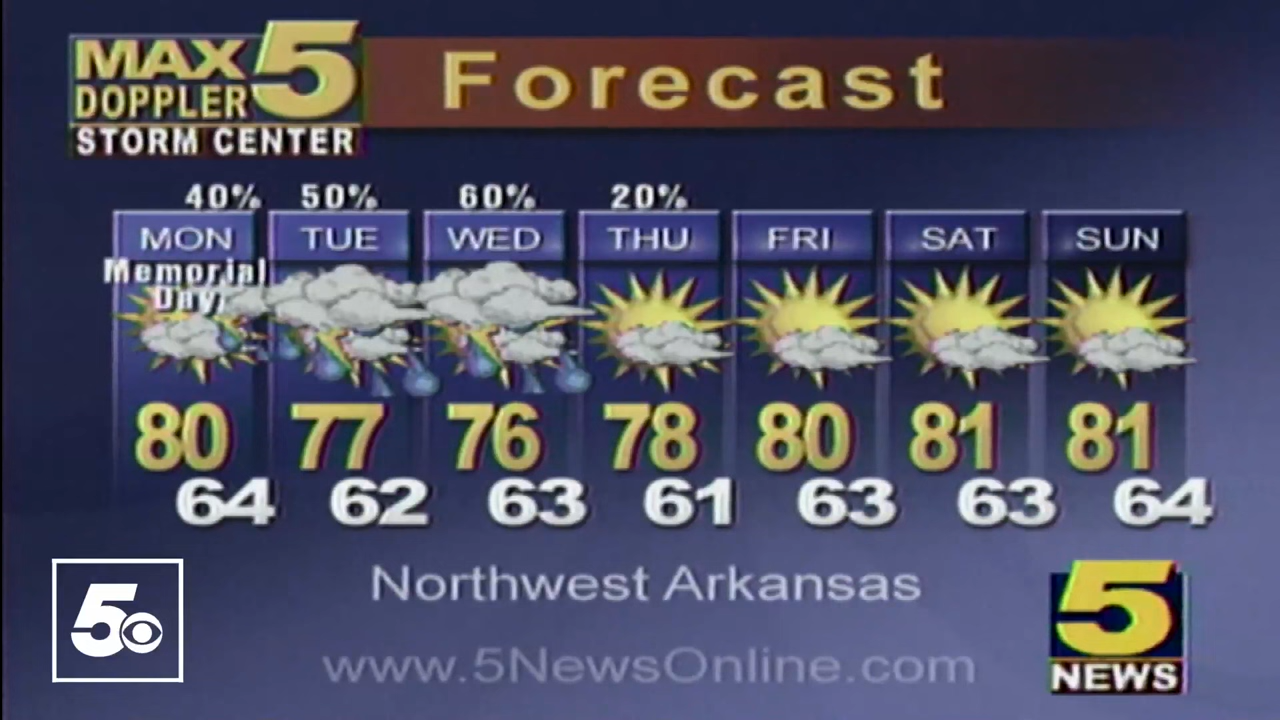 MAX 5
DOPPLER
STORM CENTER
Forecast
40% 50% 60% 20%
MON TUE WED THU FRI SAT SUN
Memorial
Day
80 77 76 78 80 81 81
64 62 63 61 63 63 64
Northwest Arkansas
www.5NewsOnline.com
5
5
NEWS